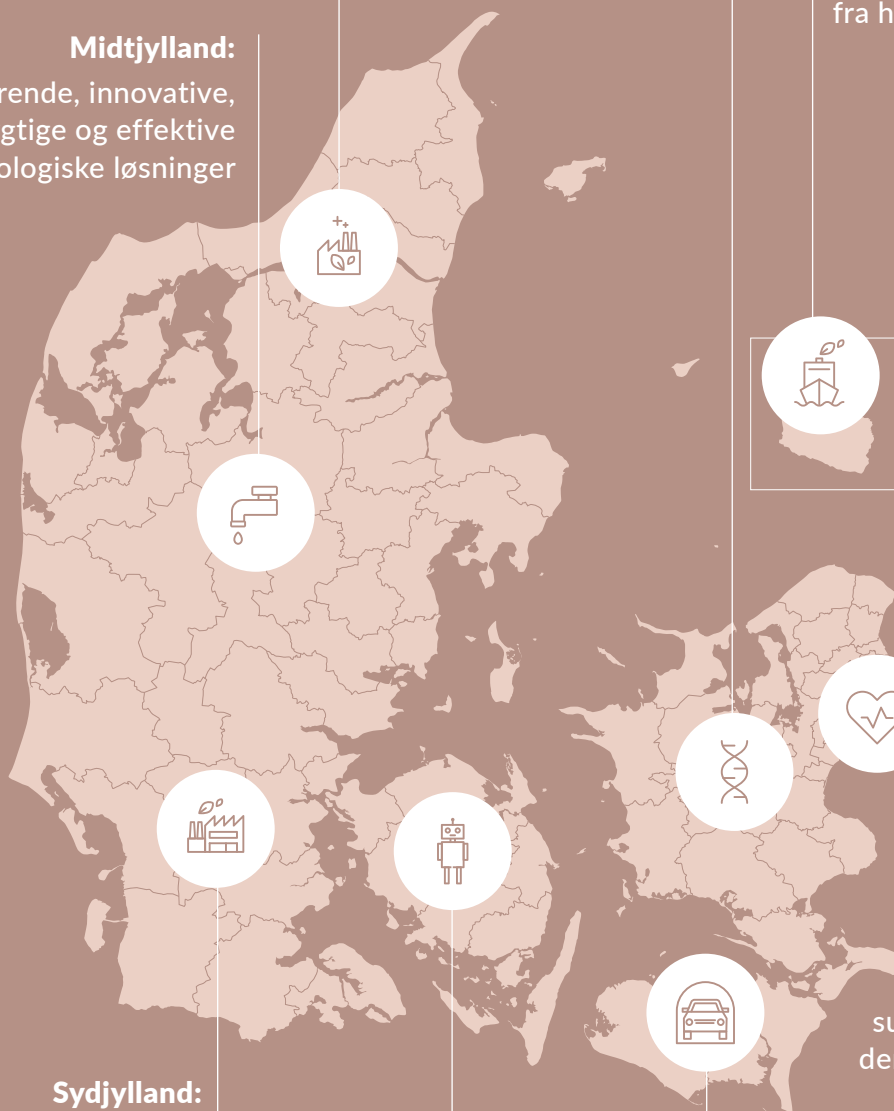 fra h
Midtjylland:
rende, innovative,
gtige og effektive
ologiske løsninger
su
de
Sydjylland: